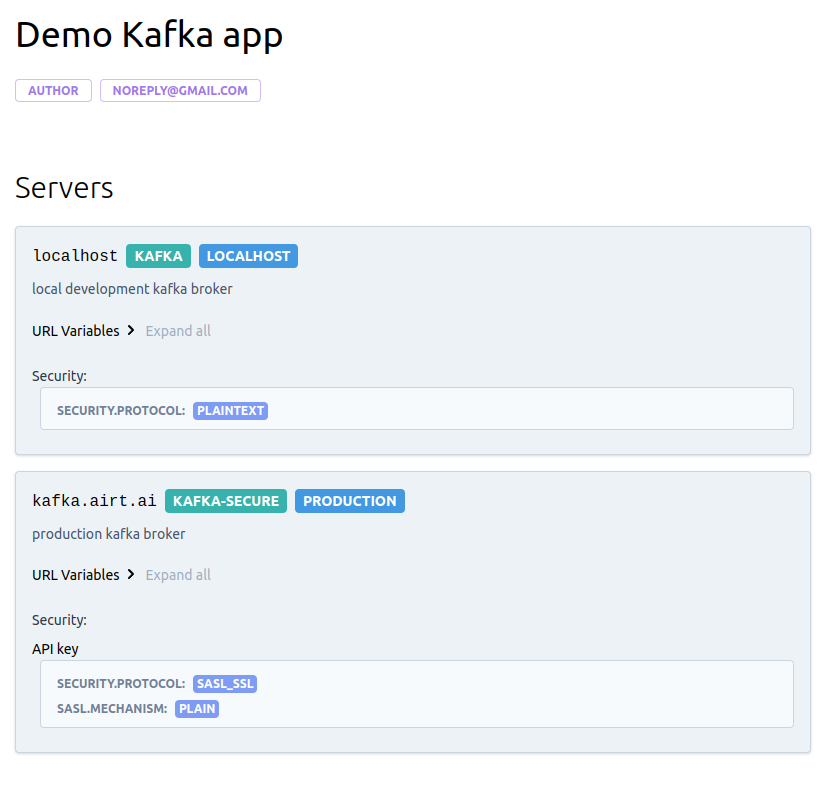 Demo Kafka app
AUTHOR NOREPLY@GMAIL.COM
Servers
localhost KAFKA LOCALHOST
local development kafka broker
URL Variables Expand all
Security:
SECURITY.PROTOCOL: PLAINTEXT
kafka.airt.ai KAFKA-SECURE PRODUCTION
production kafka broker
URL Variables Expand all
Security:
API key
SECURITY.PROTOCOL: SASL_SSL
SASL.MECHANISM: PLAIN